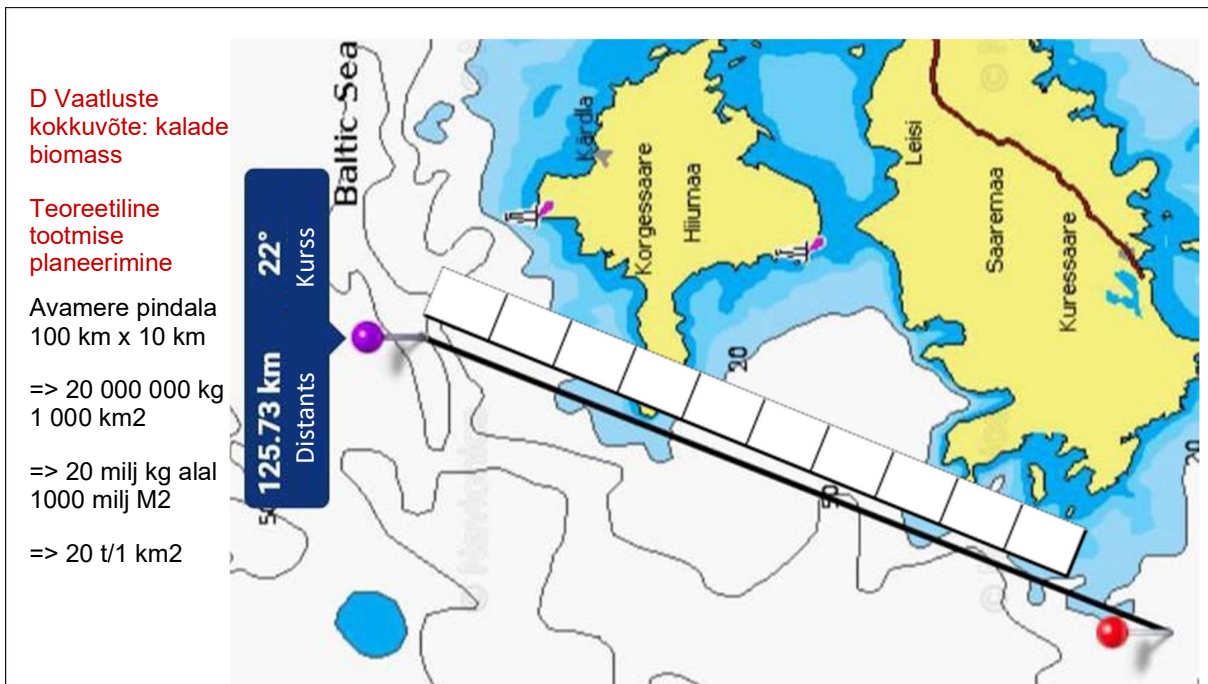 D Vaatluste
kokkuvõte: kalade
biomass
Teoreetiline
tootmise
planeerimine
Avamere pindala
100 km x 10 km
=> 20 000 000 kg
1 000 km2
=> 20 milj kg alal
1000 milj M2
=> 20 t/1 km2
125.73 km
Distants
22°
Kurss
Baltic Sea
Kärdla
Korgessaare
Hiiumaa
Leisi
Saaremaa
Kuressaare
20
50
20